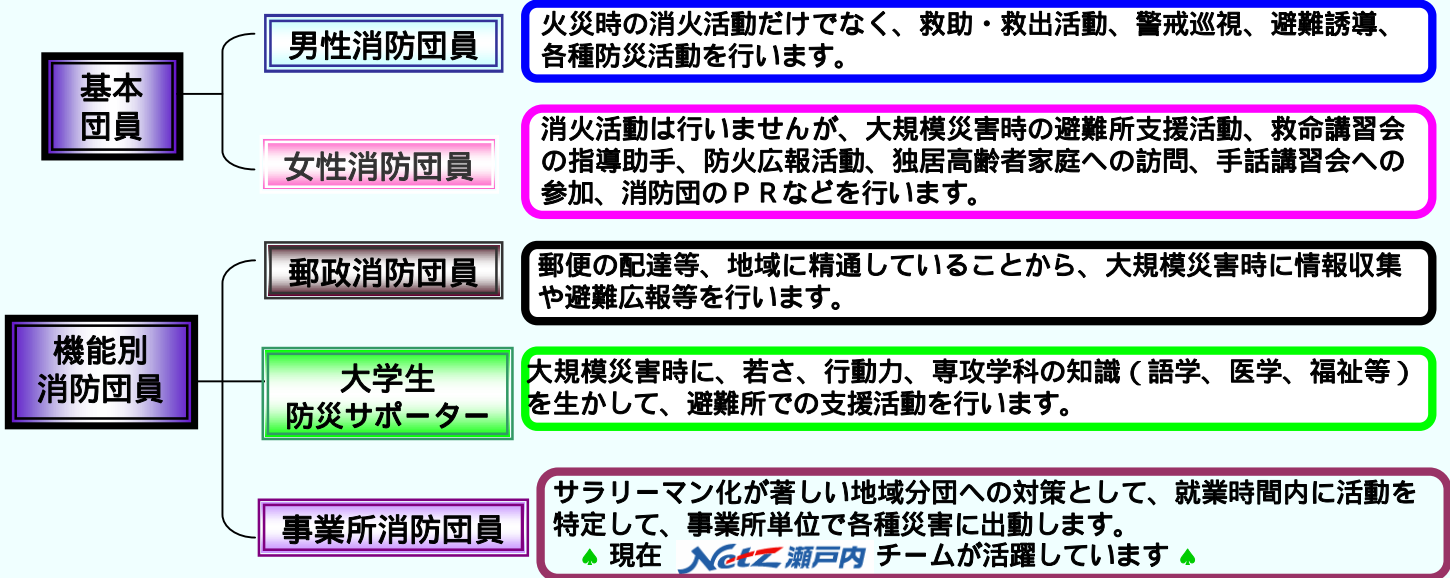 基本
団員
男性消防団員
火災時の消火活動だけでなく、救助・救出活動、警戒巡視、避難誘導、
各種防災活動を行います。
女性消防団員
消火活動は行いませんが、大規模災害時の避難所支援活動、救命講習会
の指導助手、防火広報活動、独居高齢者家庭への訪問、手話講習会への
参加、消防団のＰＲなどを行います。
機能別
消防団員
郵政消防団員
郵便の配達等、地域に精通していることから、大規模災害時に情報収集
や避難広報等を行います。
大学生
防災サポーター
大規模災害時に、若さ、行動力、専攻学科の知識（語学、医学、福祉等）
を生かして、避難所での支援活動を行います。
事業所消防団員
サラリーマン化が著しい地域分団への対策として、就業時間内に活動を
特定して、事業所単位で各種災害に出動します。
♠ 現在 Netz 瀬戸内 チームが活躍しています ♠